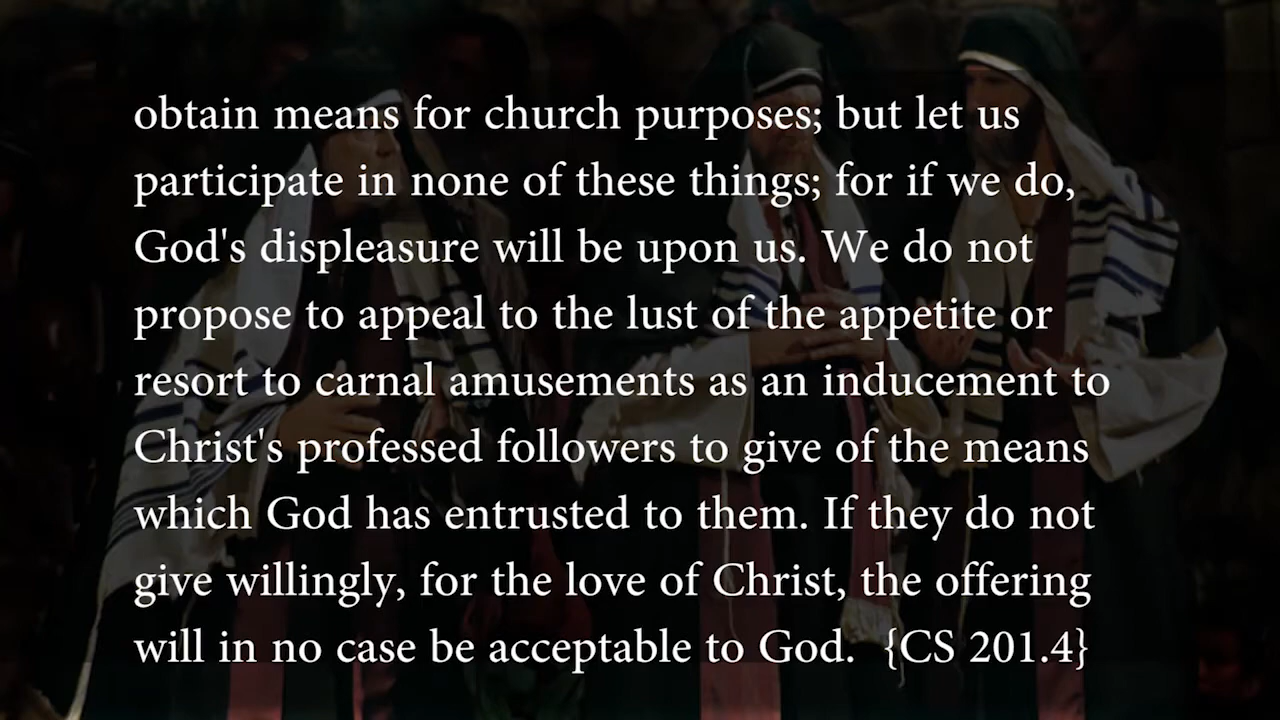 obtain means for church purposes; but let us
participate in none of these things; for if we do,
God's displeasure will be upon us. We do not
propose to appeal to the lust of the appetite or
resort to carnal amusements as an inducement to
Christ's professed followers to give of the means
which God has entrusted to them. If they do not
give willingly, for the love of Christ, the offering
will in no case be acceptable to God.  {CS 201.4}